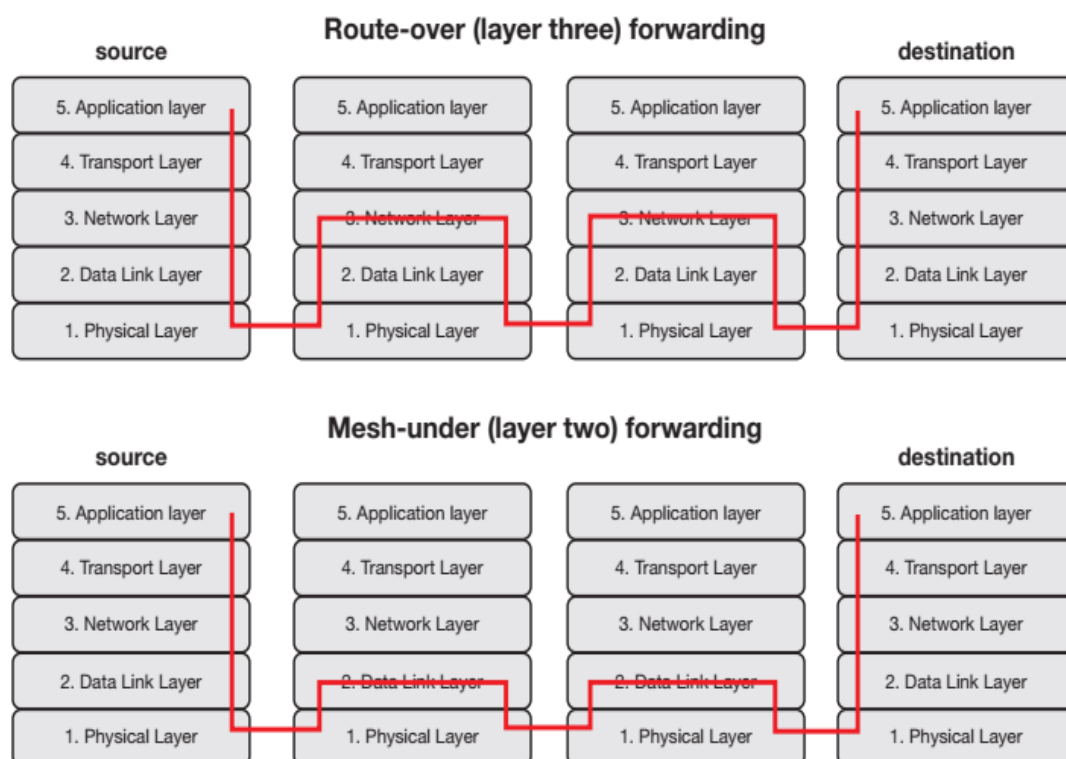 Route-over (layer three) forwarding
source
destination
5. Application layer
5. Application layer
5. Application layer
5. Application layer
4. Transport Layer
4. Transport Layer
4. Transport Layer
4. Transport Layer
3. Network Layer
3. Network Layer
3. Network Layer
3. Network Layer
2. Data Link Layer
2. Data Link Layer
2. Data Link Layer
2. Data Link Layer
1. Physical Layer
1. Physical Layer
1. Physical Layer
1. Physical Layer
Mesh-under (layer two) forwarding
source
destination
5. Application layer
5. Application layer
5. Application layer
5. Application layer
4. Transport Layer
4. Transport Layer
4. Transport Layer
4. Transport Layer
3. Network Layer
3. Network Layer
3. Network Layer
3. Network Layer
2. Data Link Layer
2. Data Link Layer
2. Data Link Layer
2. Data Link Layer
1. Physical Layer
1. Physical Layer
1. Physical Layer
1. Physical Layer